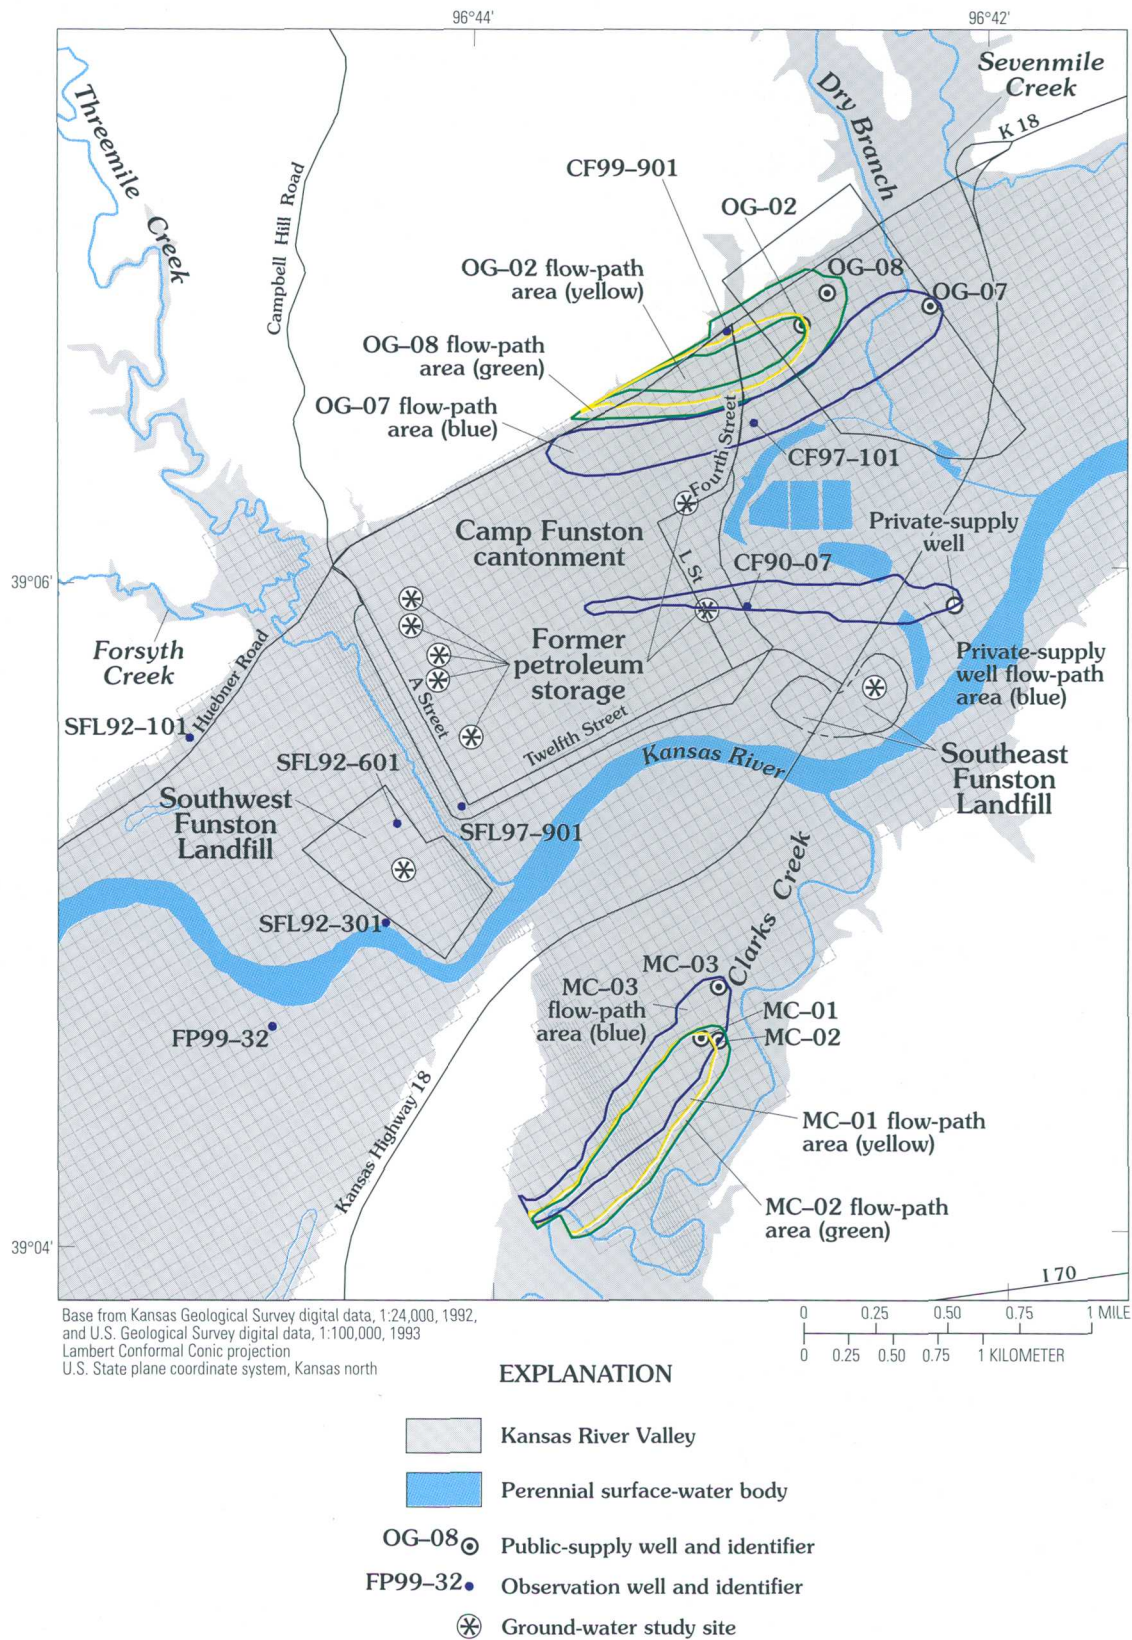 96°44'
96°42'
Sevenmile
Creek
K 18
Dry Branch
Threemile
Creek
CF99–901
Campbell Hill Road
OG–02
OG–02 flow-path
area (yellow)
OG–08
OG–07
OG–08 flow-path
area (green)
OG–07 flow-path
area (blue)
Fourth Street
CF97–101
Camp Funston
cantonment
Private-supply
well
L St
CF90–07
39°06'
Forsyth
Creek
Former
petroleum
storage
Private-supply
well flow-path
area (blue)
Huebner Road
SFL92–101
A Street
Twelfth Street
Kansas River
SFL92–601
Southeast
Funston
Landfill
Southwest
Funston
Landfill
SFL97–901
Clarks Creek
SFL92–301
MC–03
MC–03
flow-path
area (blue)
MC–01
MC–02
FP99–32
Kansas Highway 18
MC–01 flow-path
area (yellow)
MC–02 flow-path
area (green)
39°04'
I 70
Base from Kansas Geological Survey digital data, 1:24,000, 1992,
and U.S. Geological Survey digital data, 1:100,000, 1993
Lambert Conformal Conic projection
U.S. State plane coordinate system, Kansas north
0 0.25 0.50 0.75 1 MILE
0 0.25 0.50 0.75 1 KILOMETER
EXPLANATION
Kansas River Valley
Perennial surface-water body
OG–08 Public-supply well and identifier
FP99–32 Observation well and identifier
Ground-water study site